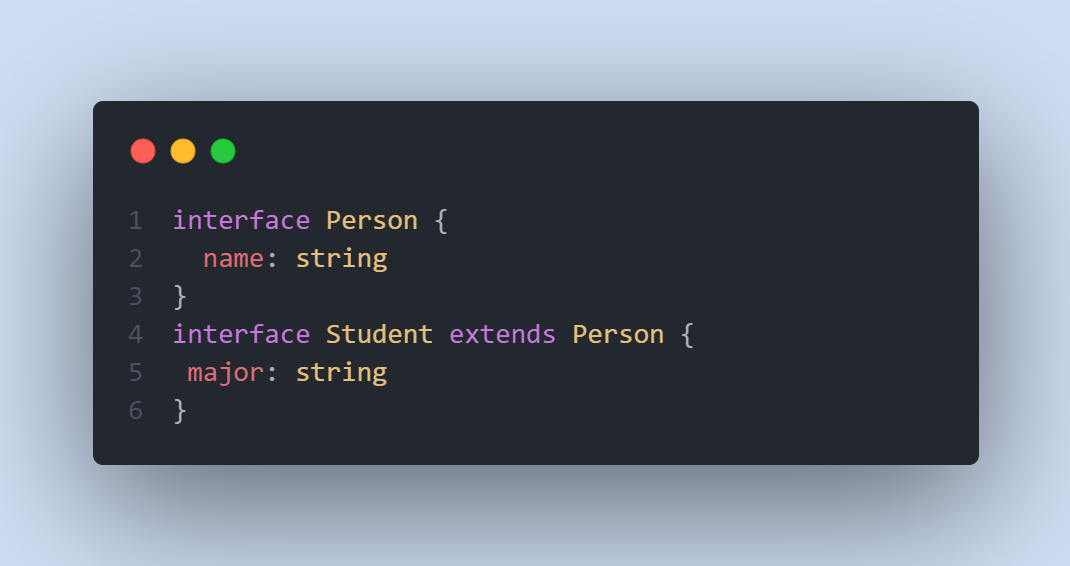 1 interface Person {
2   name: string
3 }
4 interface Student extends Person {
5  major: string
6 }